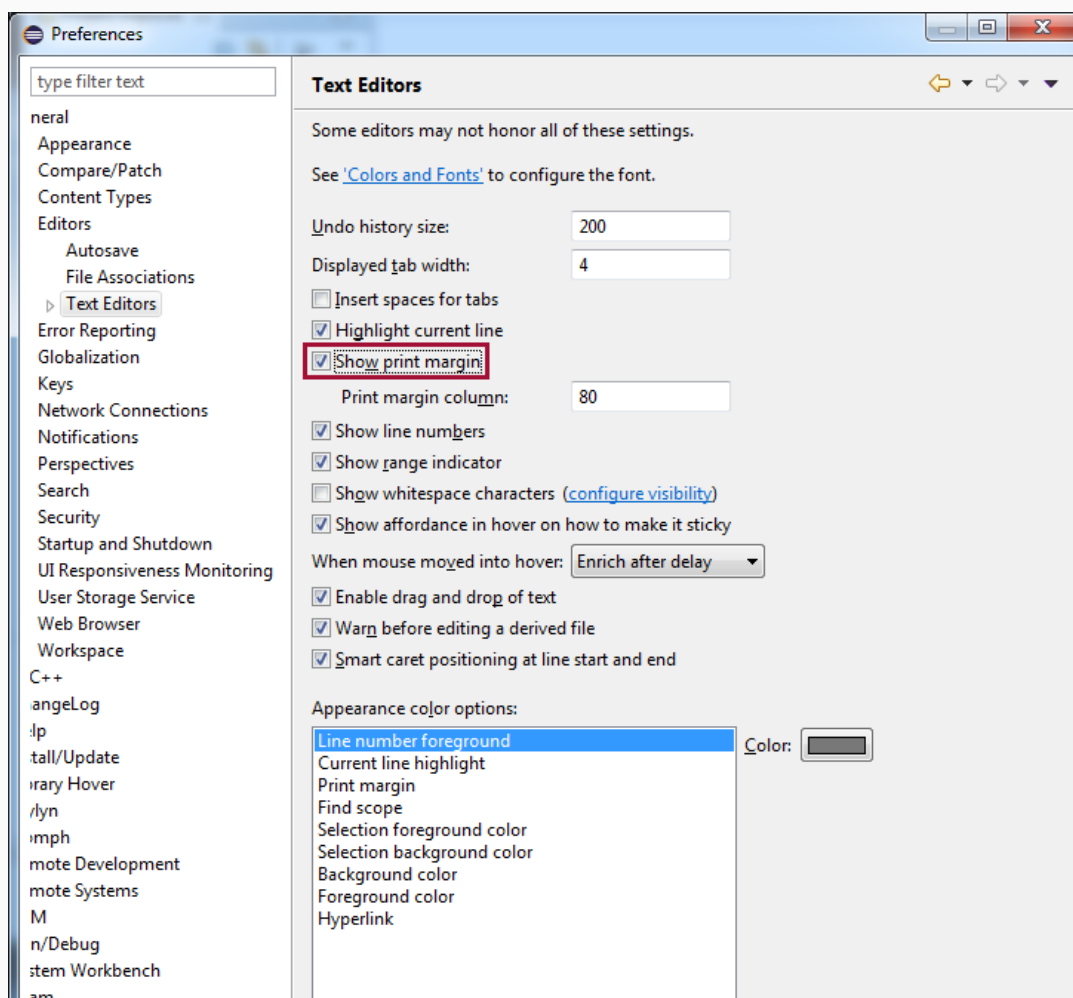 Preferences
type filter text
neral
Appearance
Compare/Patch
Content Types
Editors
Autosave
File Associations
Text Editors
Error Reporting
Globalization
Keys
Network Connections
Notifications
Perspectives
Search
Security
Startup and Shutdown
UI Responsiveness Monitoring
User Storage Service
Web Browser
Workspace
C++
angeLog
lp
tall/Update
rary Hover
ylyn
omph
mote Development
mote Systems
M
n/Debug
stem Workbench
Text Editors
Some editors may not honor all of these settings.
See 'Colors and Fonts' to configure the font.
Undo history size: 200
Displayed tab width: 4
Insert spaces for tabs
Highlight current line
Show print margin
Print margin column: 80
Show line numbers
Show range indicator
Show whitespace characters (configure visibility)
Show affordance in hover on how to make it sticky
When mouse moved into hover: Enrich after delay
Enable drag and drop of text
Warn before editing a derived file
Smart caret positioning at line start and end
Appearance color options:
Line number foreground
Current line highlight
Print margin
Find scope
Selection foreground color
Selection background color
Background color
Foreground color
Hyperlink
Color: